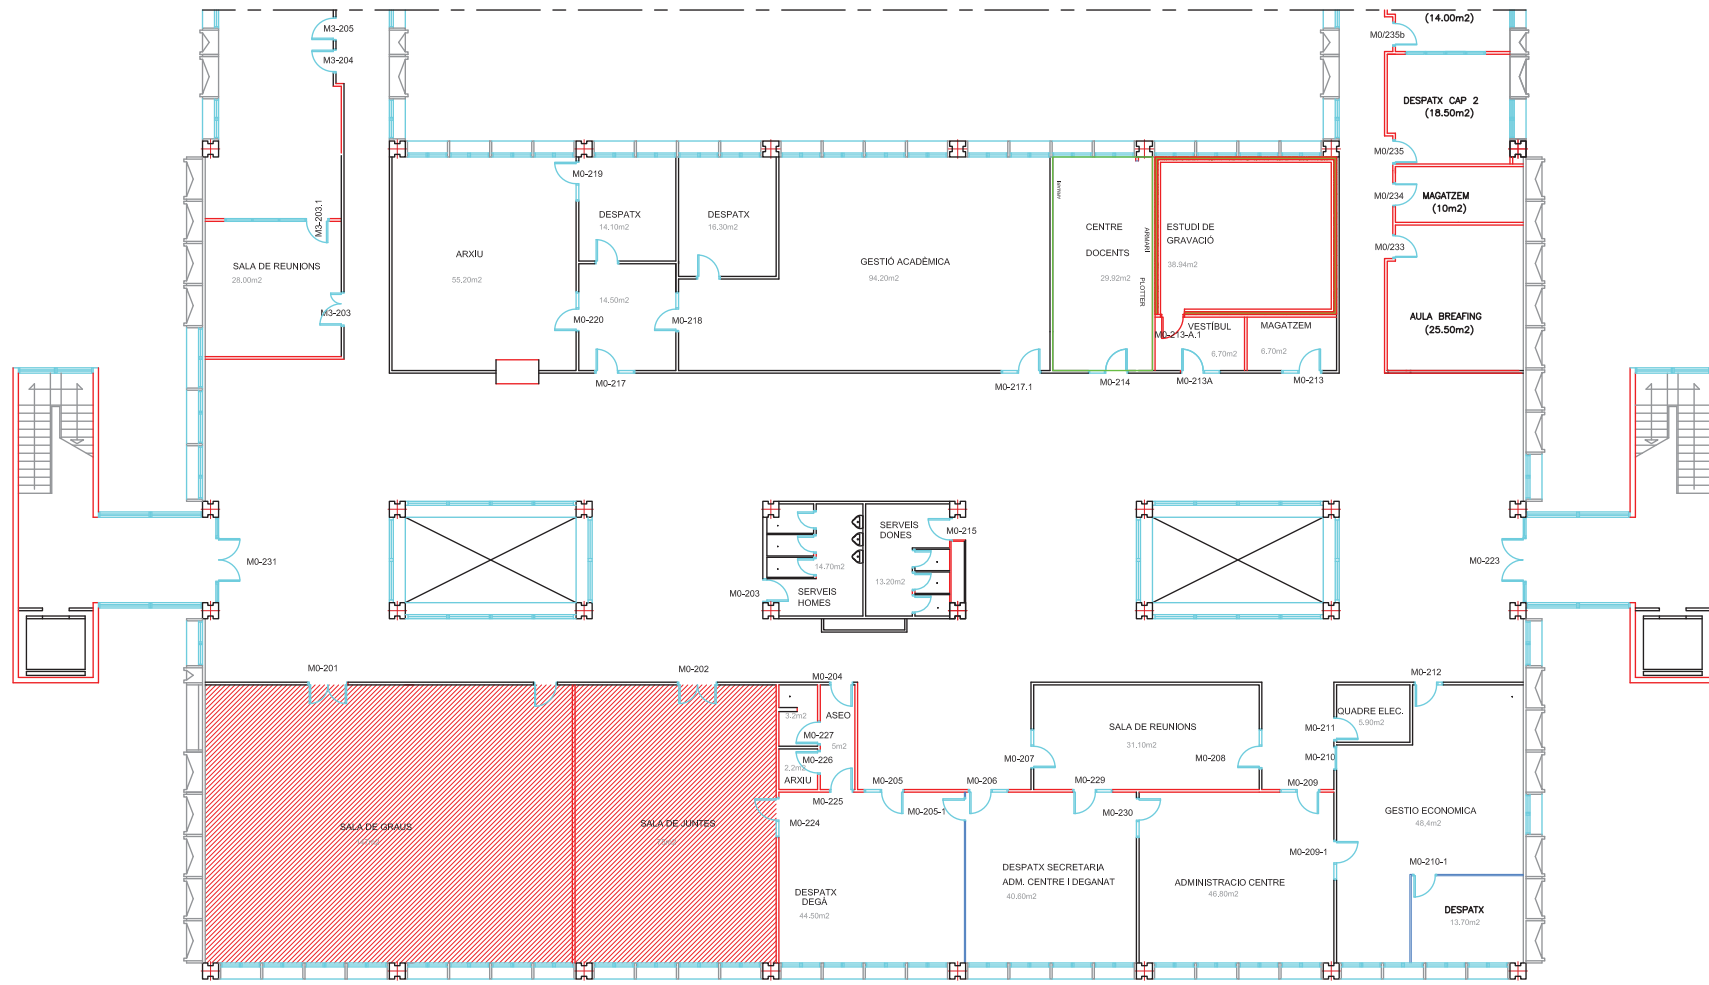 M3-205
M3-204
(14.00m2)
M0/235b
DESPATX CAP 2
(18.50m2)
M0/235
M0/234
MAGATZEM
(10m2)
M0/233
AULA BREAFING
(25.50m2)
M3-203.1
SALA DE REUNIONS
28.00m2
M3-203
ARXIU
55,20m2
M0-219
DESPATX
14,10m2
DESPATX
16,30m2
14.50m2
M0-220
M0-218
M0-217
GESTIÓ ACADÈMICA
94,20m2
M0-217.1
CENTRE
DOCENTS
29,92m2
ARMARI
PLOTTER
M0-214
ESTUDI DE
GRAVACIÓ
38.94m2
M0-213-A.1
VESTÍBUL
6,70m2
M0-213A
MAGATZEM
6,70m2
M0-213
M0-231
M0-223
SERVEIS
DONES
13.20m2
M0-215
14.70m2
SERVEIS
HOMES
M0-203
M0-201
M0-202
M0-204
3.2m2
ASEO
5m2
M0-227
M0-226
2.2m2
ARXIU
M0-225
M0-205
M0-206
M0-207
SALA DE REUNIONS
31,10m2
M0-208
M0-229
M0-209
M0-210
M0-211
QUADRE ELEC.
5.90m2
M0-212
SALA DE GRAUS
SALA DE JUNTES
M0-224
M0-205-1
M0-230
DESPATX
DEGÀ
44.50m2
DESPATX SECRETARIA
ADM. CENTRE I DEGANAT
40.60m2
ADMINISTRACIO CENTRE
46,80m2
M0-209-1
GESTIO ECONOMICA
48,4m2
M0-210-1
DESPATX
13.70m2